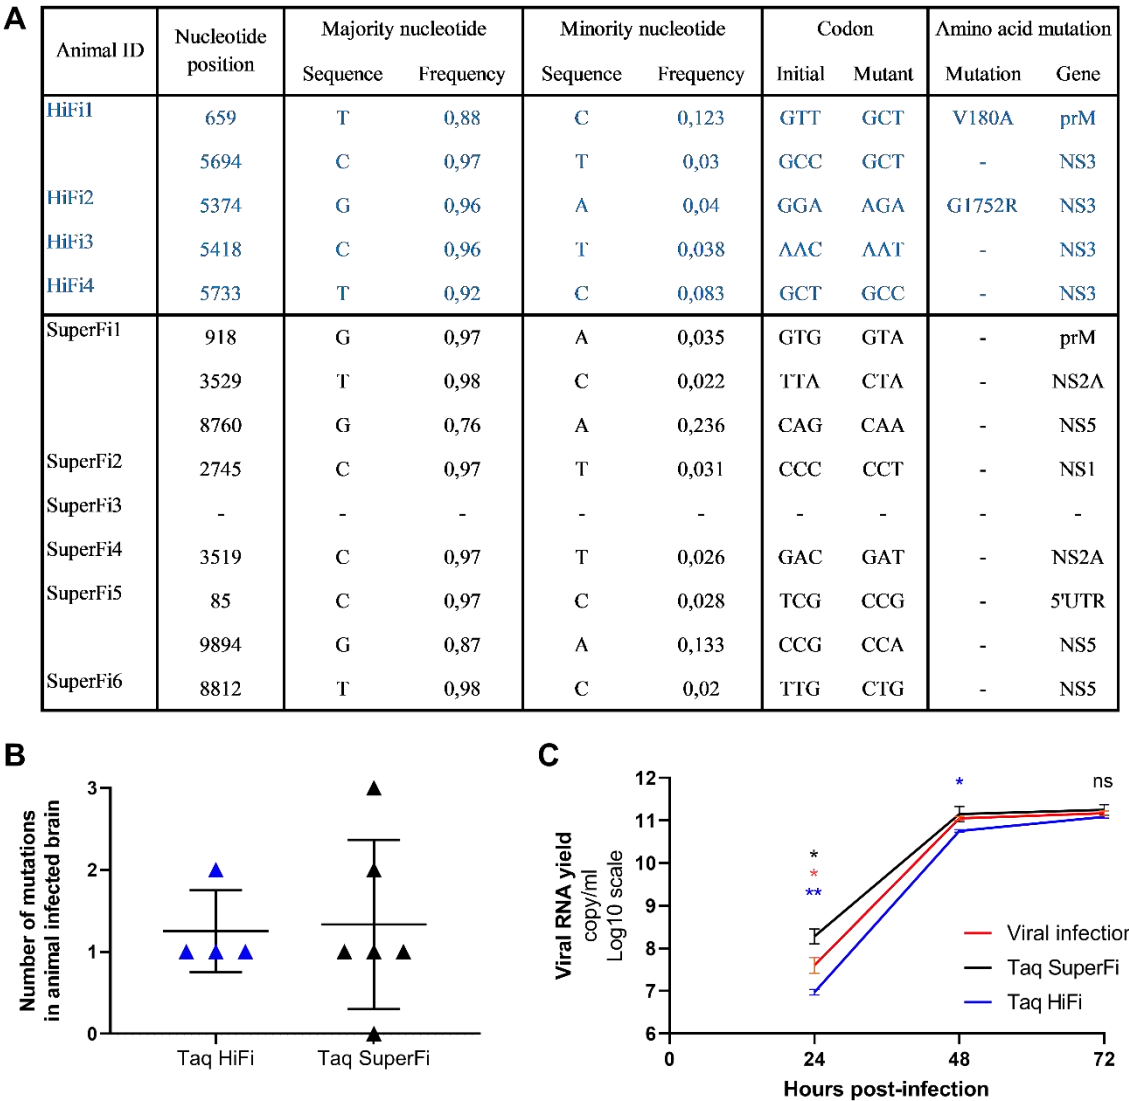 A
Animal ID Nucleotide position Majority nucleotide Minority nucleotide Codon Amino acid mutation
Sequence Frequency Sequence Frequency Initial Mutant Mutation Gene
HiFi1 659 T 0,88 C 0,123 GTT GCT V180A prM
5694 C 0,97 T 0,03 GCC GCT - NS3
HiFi2 5374 G 0,96 A 0,04 GGA AGA G1752R NS3
HiFi3 5418 C 0,96 T 0,038 AAC AAT - NS3
HiFi4 5733 T 0,92 C 0,083 GCT GCC - NS3
SuperFi1 918 G 0,97 A 0,035 GTG GTA - prM
3529 T 0,98 C 0,022 TTA CTA - NS2A
8760 G 0,76 A 0,236 CAG CAA - NS5
SuperFi2 2745 C 0,97 T 0,031 CCC CCT - NS1
SuperFi3 - - - - - - - - -
SuperFi4 3519 C 0,97 T 0,026 GAC GAT - NS2A
SuperFi5 85 C 0,97 C 0,028 TCG CCG - 5'UTR
9894 G 0,87 A 0,133 CCG CCA - NS5
SuperFi6 8812 T 0,98 C 0,02 TTG CTG - NS5
B
Number of mutations
in animal infected brain
3
2
1
0
Taq HiFi Taq SuperFi
C
Viral RNA yield
copy/ml
Log10 scale
12
11
10
9
8
7
6
*
*
**
*
ns
Viral infection
Taq SuperFi
Taq HiFi
0 24 48 72
Hours post-infection